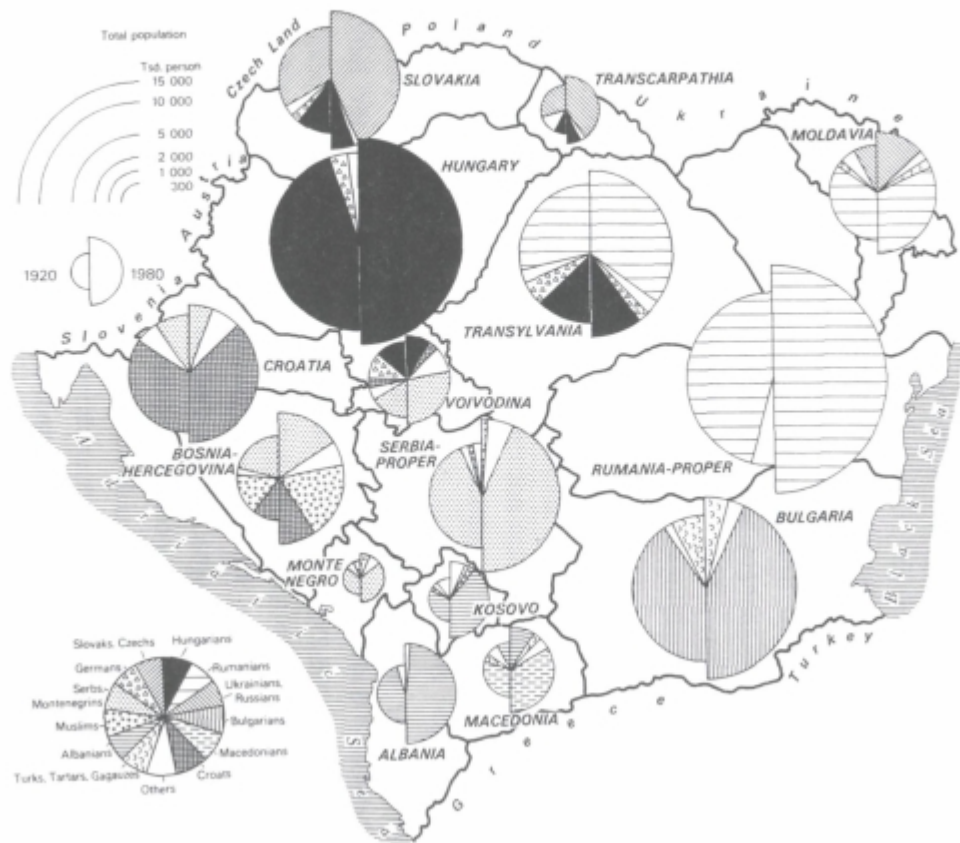 Total population
Tsd. person
15 000
10 000
5 000
2 000
1 000
300
1920
1980
Czech Land
Poland
Ukraine
Austria
Slovenia
SLOVAKIA
TRANSCARPATHIA
MOLDAVIA
HUNGARY
TRANSYLVANIA
CROATIA
VOIVODINA
BOSNIA-
HERCEGOVINA
SERBIA-
PROPER
RUMANIA-PROPER
BULGARIA
MONTE
NEGRO
KOSOVO
MACEDONIA
ALBANIA
Black Sea
Turkey
Greece
Slovaks, Czechs
Hungarians
Germans
Rumanians
Serbs
Montenegrins
Ukrainians,
Russians
Muslims
Bulgarians
Albanians
Macedonians
Turks, Tartars, Gagauzes
Croats
Others